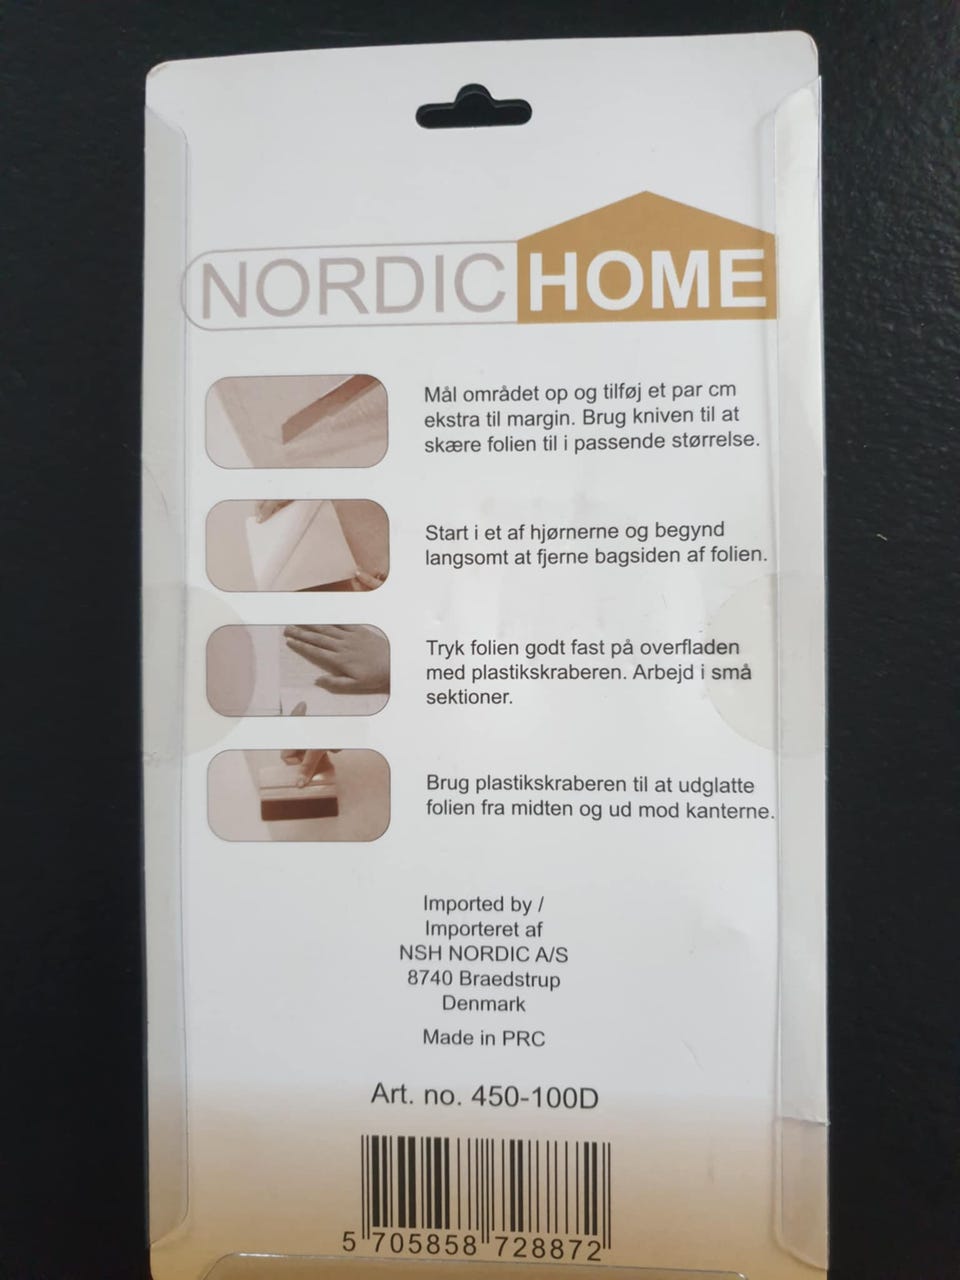 NORDIC HOME
Mål området op og tilføj et par cm
ekstra til margin. Brug kniven til at
skære folien til i passende størrelse.
Start i et af hjørnerne og begynd
langsomt at fjerne bagsiden af folien.
Tryk folien godt fast på overfladen
med plastikskraberen. Arbejd i små
sektioner.
Brug plastikskraberen til at udglatte
folien fra midten og ud mod kanterne.
Imported by /
Importeret af
NSH NORDIC A/S
8740 Braedstrup
Denmark
Made in PRC
Art. no. 450-100D
5 705858 728872